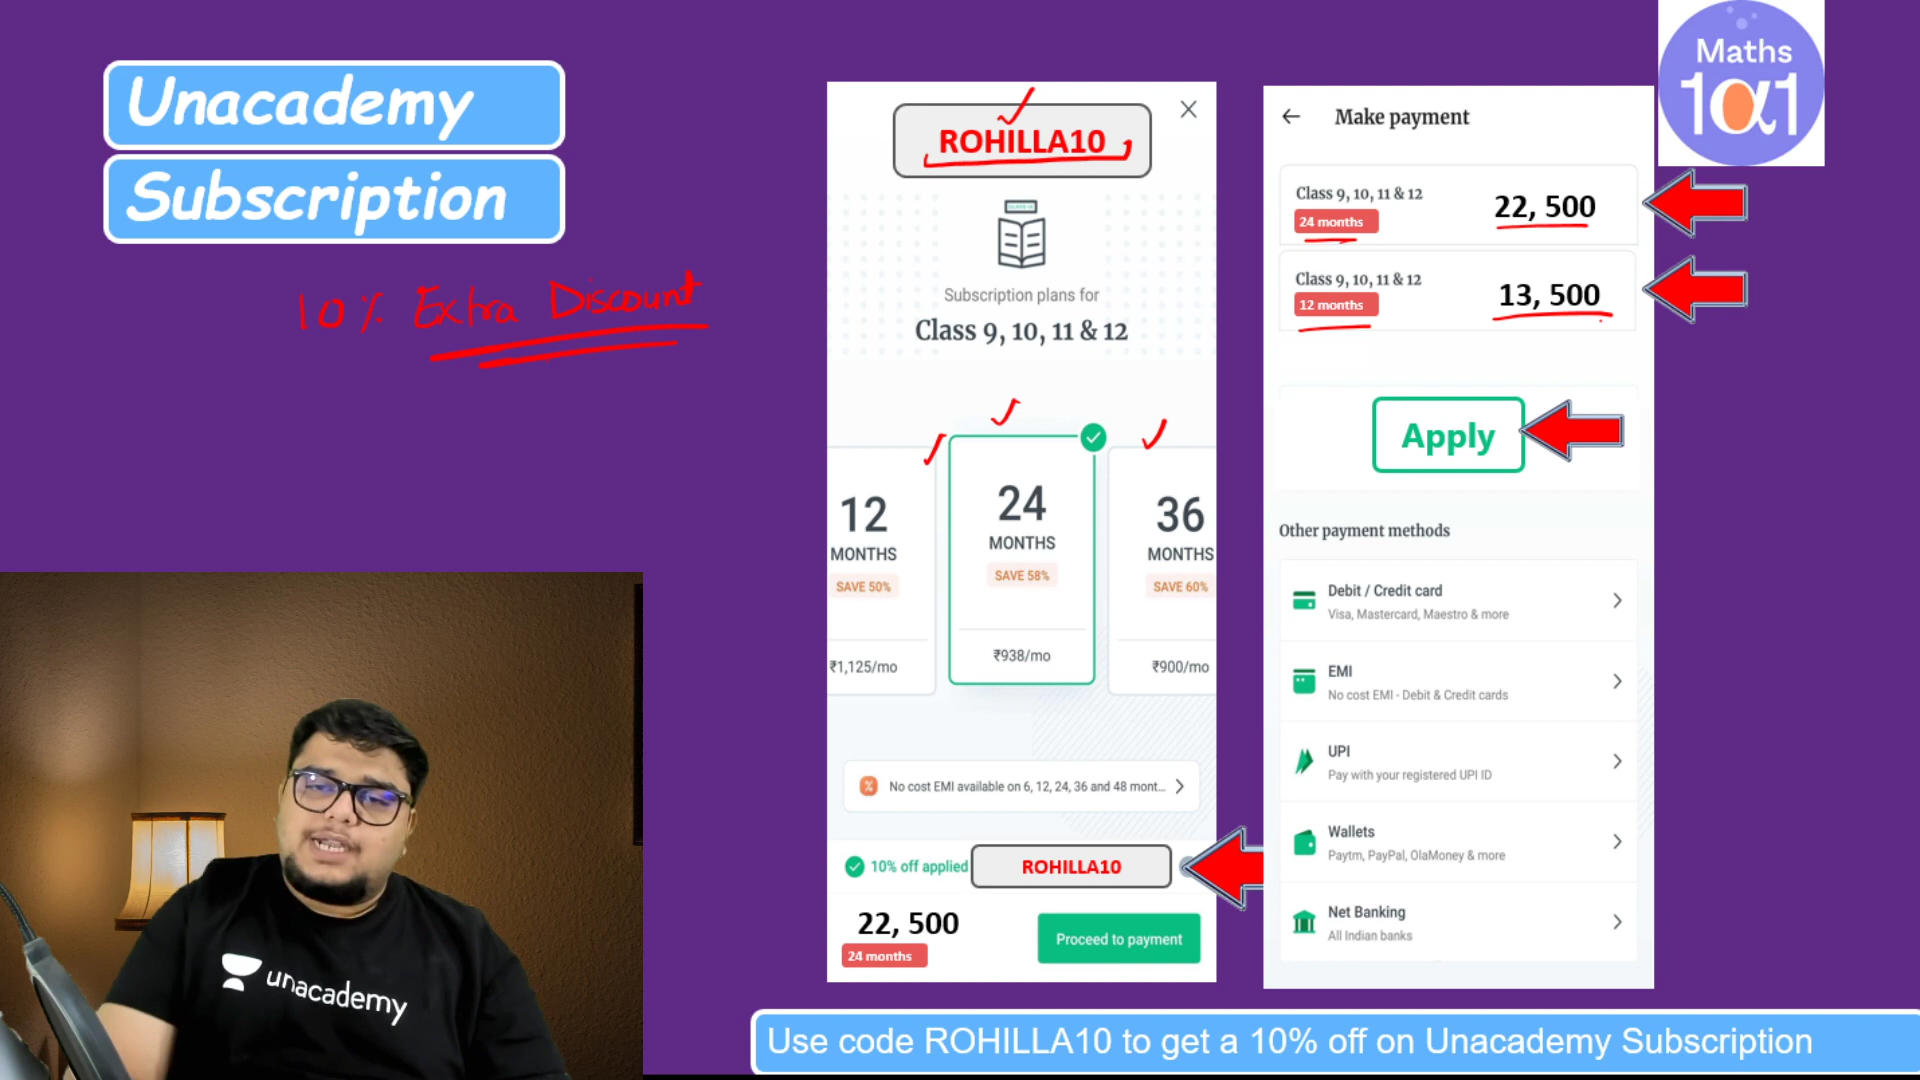 Unacademy
Subscription
10% Extra Discount
unacademy
ROHILLA10
Subscription plans for
Class 9, 10, 11 & 12
12
MONTHS
SAVE 50%
₹1,125/mo
24
MONTHS
SAVE 58%
₹938/mo
36
MONTHS
SAVE 60%
₹900/mo
No cost EMI available on 6, 12, 24, 36 and 48 mont...
10% off applied
ROHILLA10
22, 500
24 months
Proceed to payment
Make payment
Class 9, 10, 11 & 12
24 months
22, 500
Class 9, 10, 11 & 12
12 months
13, 500
Apply
Other payment methods
Debit / Credit card
Visa, Mastercard, Maestro & more
EMI
No cost EMI - Debit & Credit cards
UPI
Pay with your registered UPI ID
Wallets
Paytm, PayPal, OlaMoney & more
Net Banking
All Indian banks
Maths
1α1
Use code ROHILLA10 to get a 10% off on Unacademy Subscription